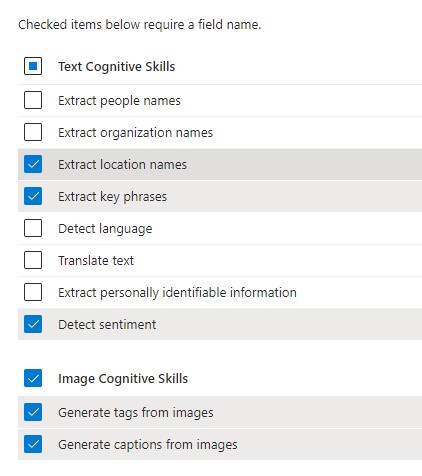 Checked items below require a field name.
Text Cognitive Skills
Extract people names
Extract organization names
Extract location names
Extract key phrases
Detect language
Translate text
Extract personally identifiable information
Detect sentiment
Image Cognitive Skills
Generate tags from images
Generate captions from images